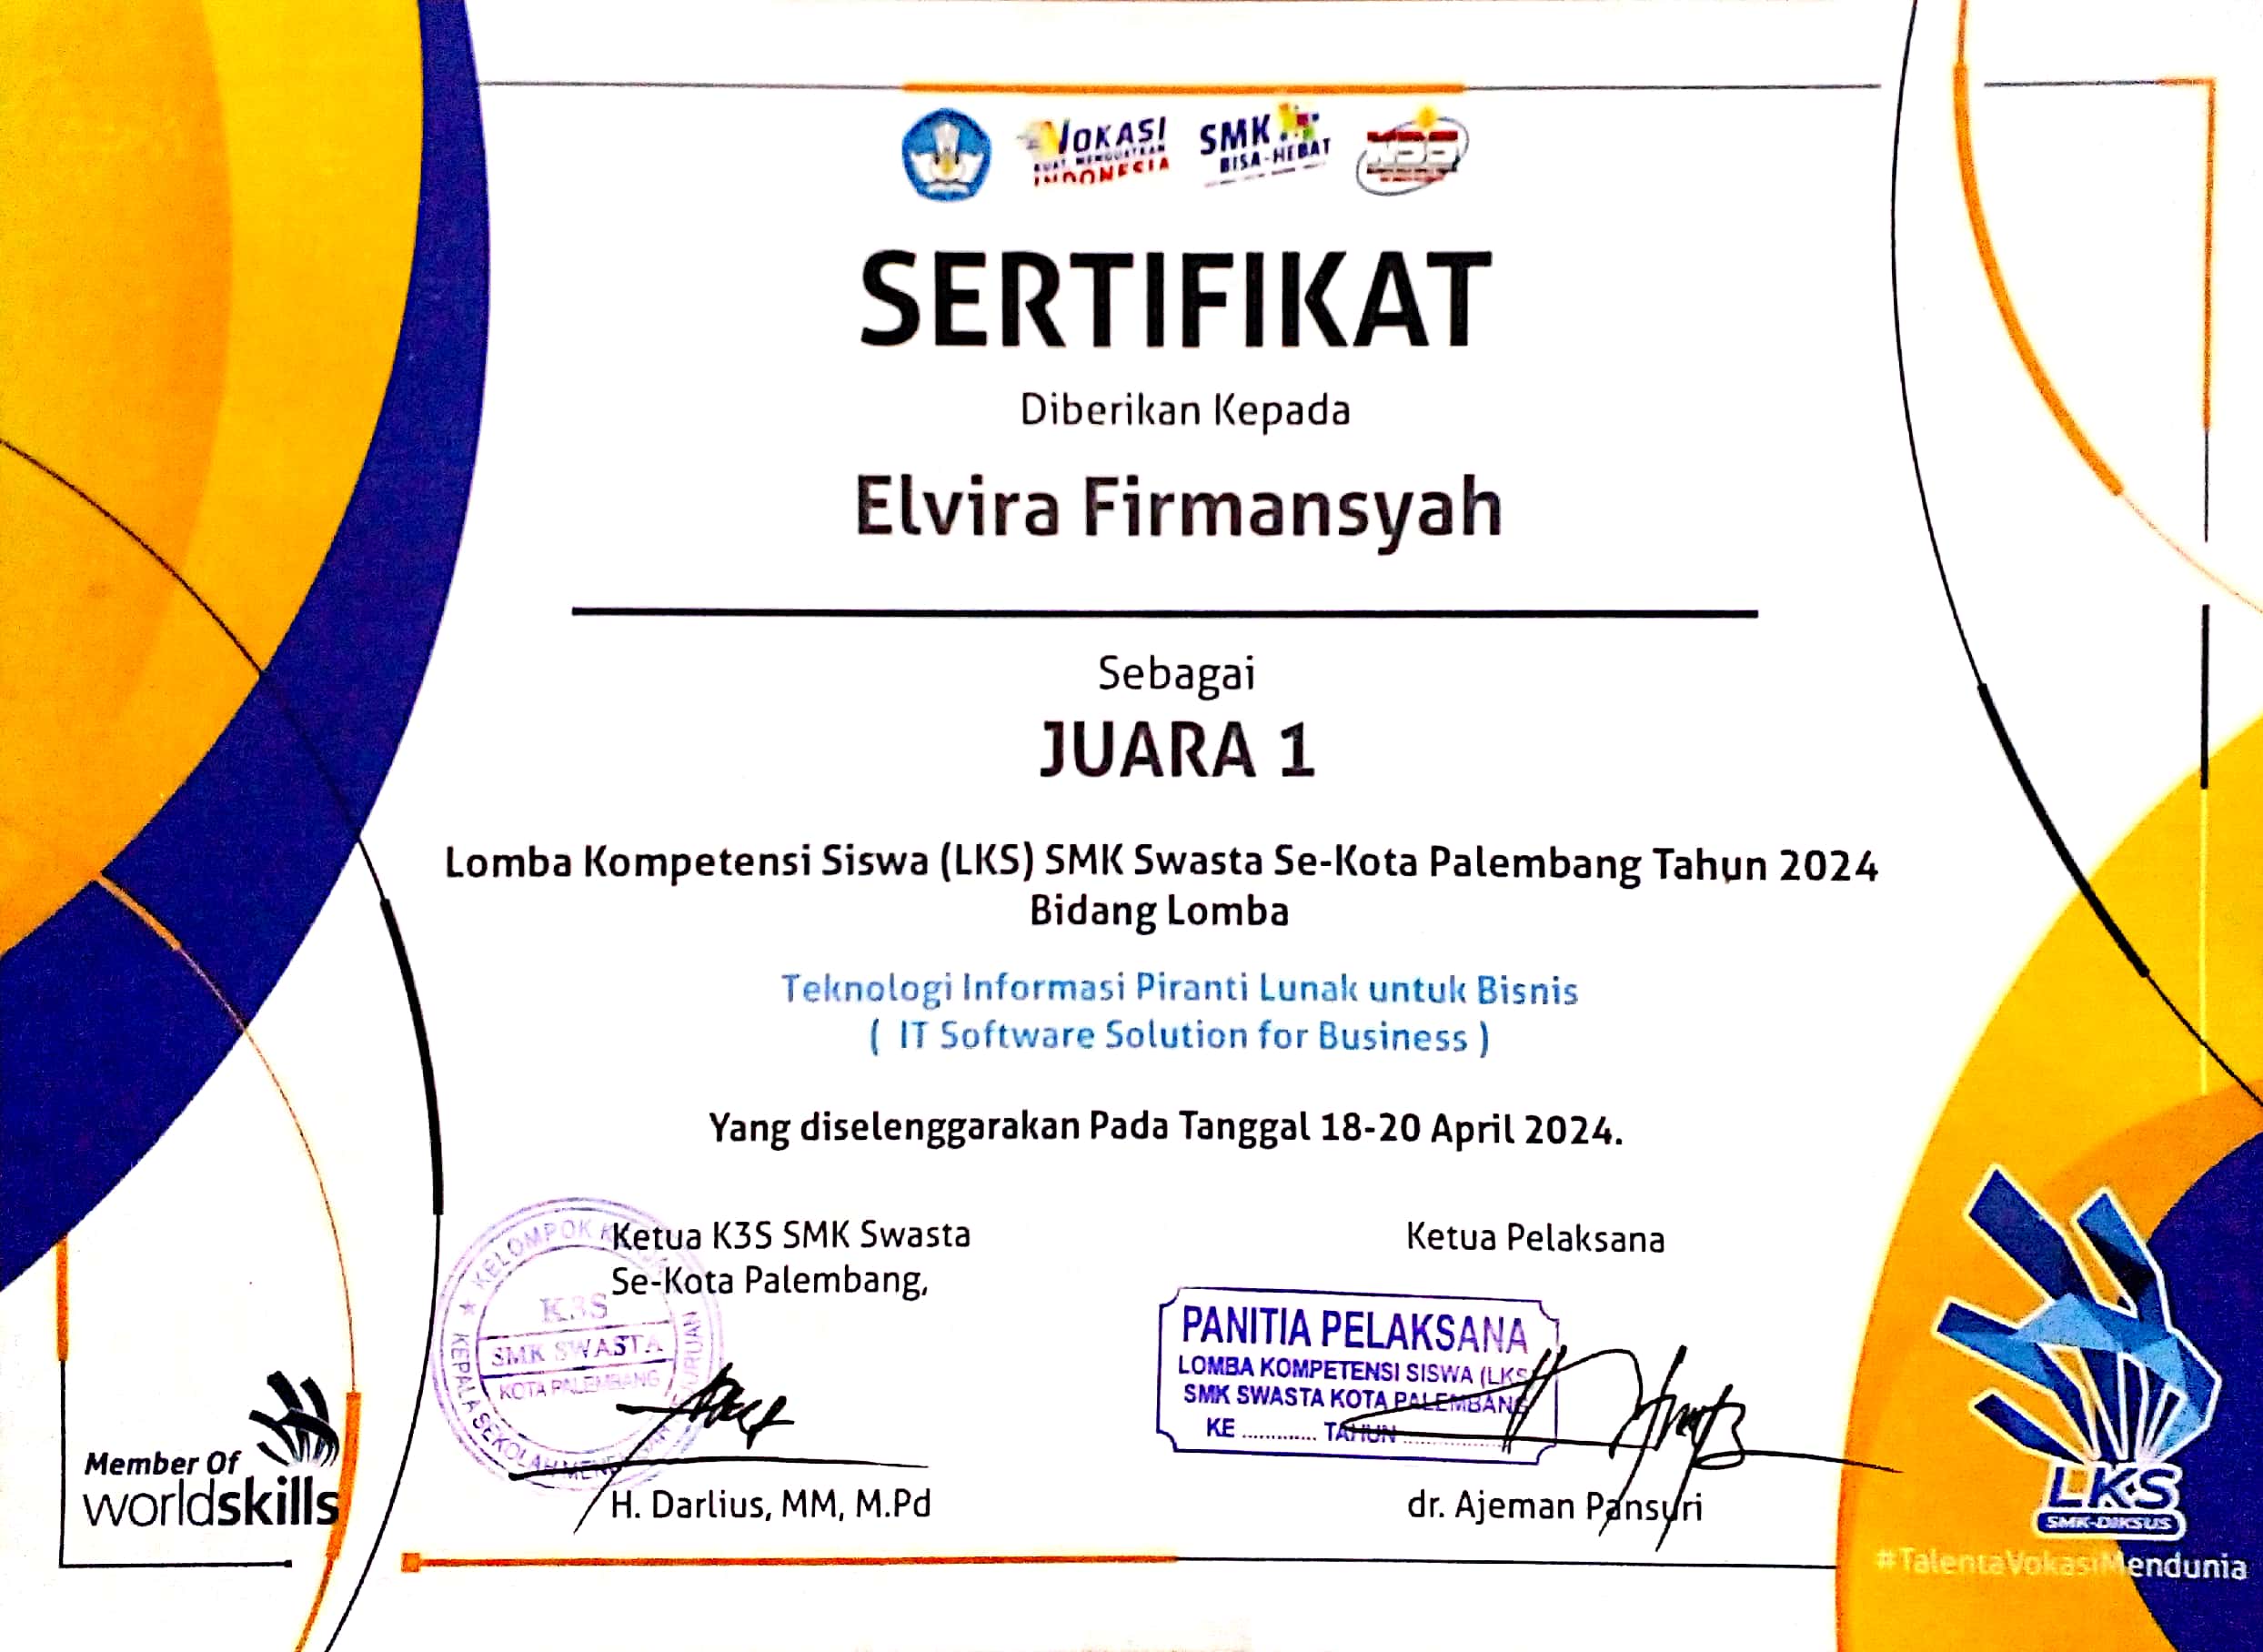 VOKASI
KUAT MENGUATKAN
INDONESIA
SMK
BISA-HEBAT
SERTIFIKAT
Diberikan Kepada
Elvira Firmansyah
Sebagai
JUARA 1
Lomba Kompetensi Siswa (LKS) SMK Swasta Se-Kota Palembang Tahun 2024
Bidang Lomba
Teknologi Informasi Piranti Lunak untuk Bisnis
( IT Software Solution for Business )
Yang diselenggarakan Pada Tanggal 18-20 April 2024.
Ketua K3S SMK Swasta
Se-Kota Palembang,
KELOMPOK
K3S
SMK SWASTA
KOTA PALEMBANG
KEPALA SEKOLAH
H. Darlius, MM, M.Pd
Ketua Pelaksana
PANITIA PELAKSANA
LOMBA KOMPETENSI SISWA (LKS
SMK SWASTA KOTA PALEMBANG
KE ............. TAHUN ..................
dr. Ajeman Pansuri
Member Of
worldskills
LKS
SMK-DIKSUS
#TalentaVokasiMendunia